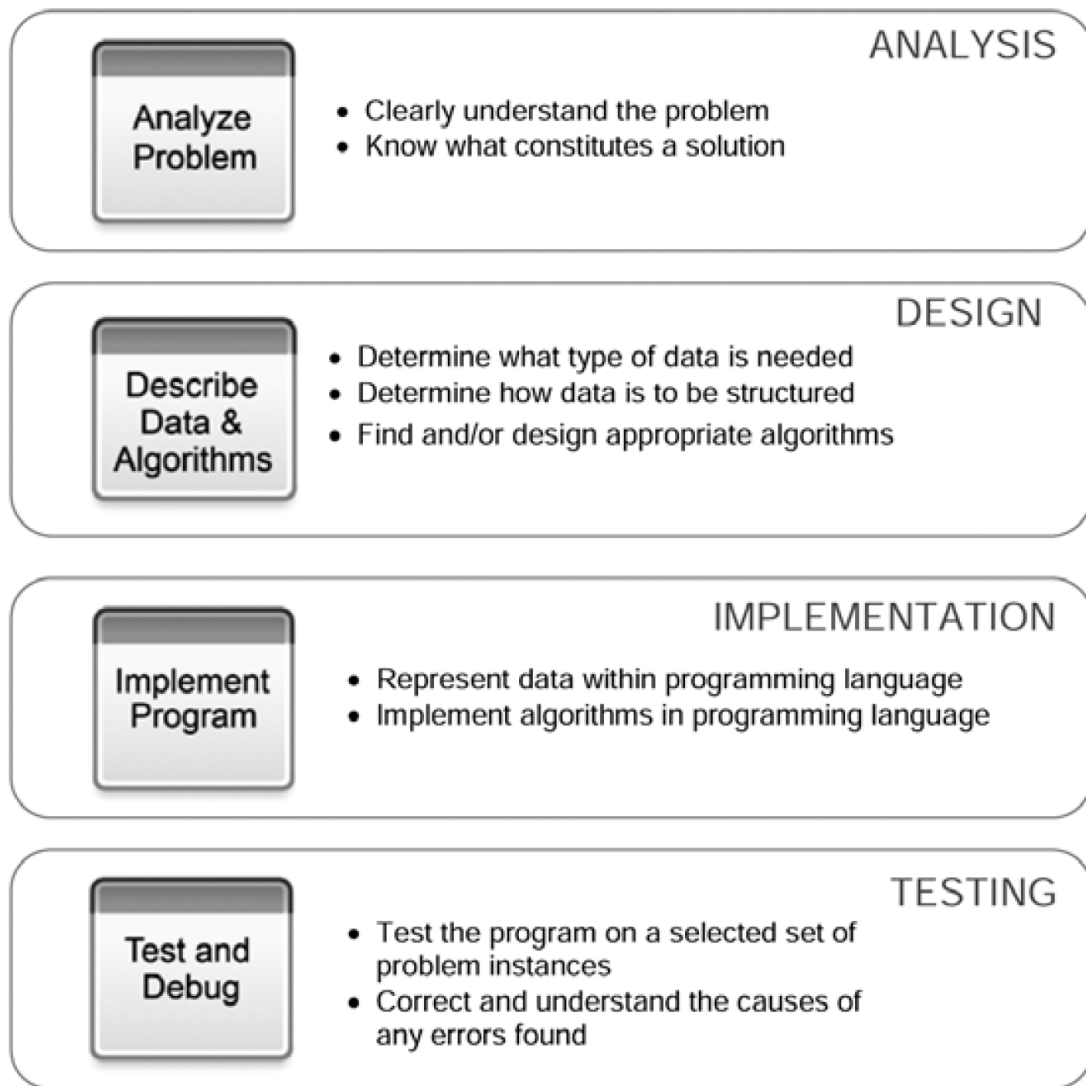 ANALYSIS
Analyze
Problem
• Clearly understand the problem
• Know what constitutes a solution
DESIGN
Describe
Data &
Algorithms
• Determine what type of data is needed
• Determine how data is to be structured
• Find and/or design appropriate algorithms
IMPLEMENTATION
Implement
Program
• Represent data within programming language
• Implement algorithms in programming language
TESTING
Test and
Debug
• Test the program on a selected set of
problem instances
• Correct and understand the causes of
any errors found